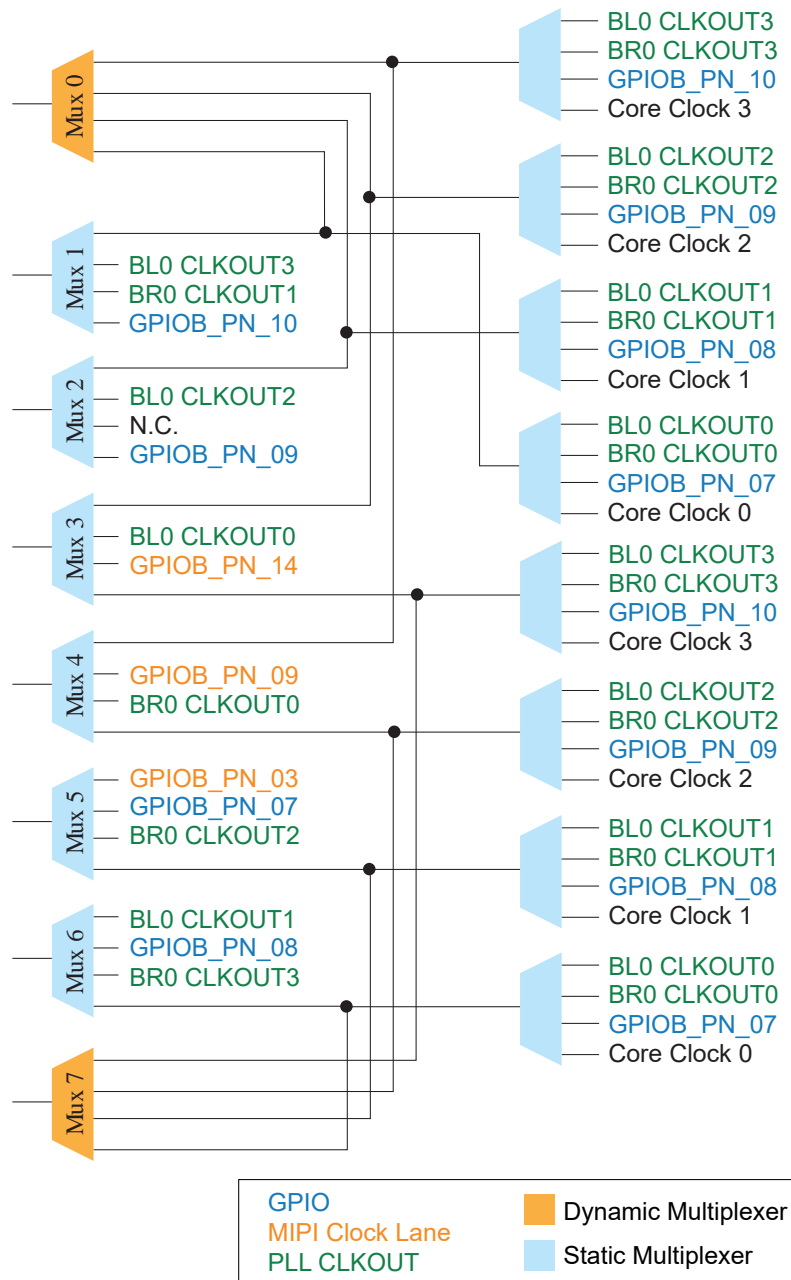 BL0 CLKOUT3
BR0 CLKOUT3
GPIOB_PN_10
Core Clock 3
Mux 0
BL0 CLKOUT2
BR0 CLKOUT2
GPIOB_PN_09
Core Clock 2
Mux 1
BL0 CLKOUT3
BR0 CLKOUT1
GPIOB_PN_10
BL0 CLKOUT1
BR0 CLKOUT1
GPIOB_PN_08
Core Clock 1
Mux 2
BL0 CLKOUT2
N.C.
GPIOB_PN_09
BL0 CLKOUT0
BR0 CLKOUT0
GPIOB_PN_07
Core Clock 0
Mux 3
BL0 CLKOUT0
GPIOB_PN_14
BL0 CLKOUT3
BR0 CLKOUT3
GPIOB_PN_10
Core Clock 3
Mux 4
GPIOB_PN_09
BR0 CLKOUT0
BL0 CLKOUT2
BR0 CLKOUT2
GPIOB_PN_09
Core Clock 2
Mux 5
GPIOB_PN_03
GPIOB_PN_07
BR0 CLKOUT2
BL0 CLKOUT1
BR0 CLKOUT1
GPIOB_PN_08
Core Clock 1
Mux 6
BL0 CLKOUT1
GPIOB_PN_08
BR0 CLKOUT3
BL0 CLKOUT0
BR0 CLKOUT0
GPIOB_PN_07
Core Clock 0
Mux 7
GPIO
MIPI Clock Lane
PLL CLKOUT
Dynamic Multiplexer
Static Multiplexer